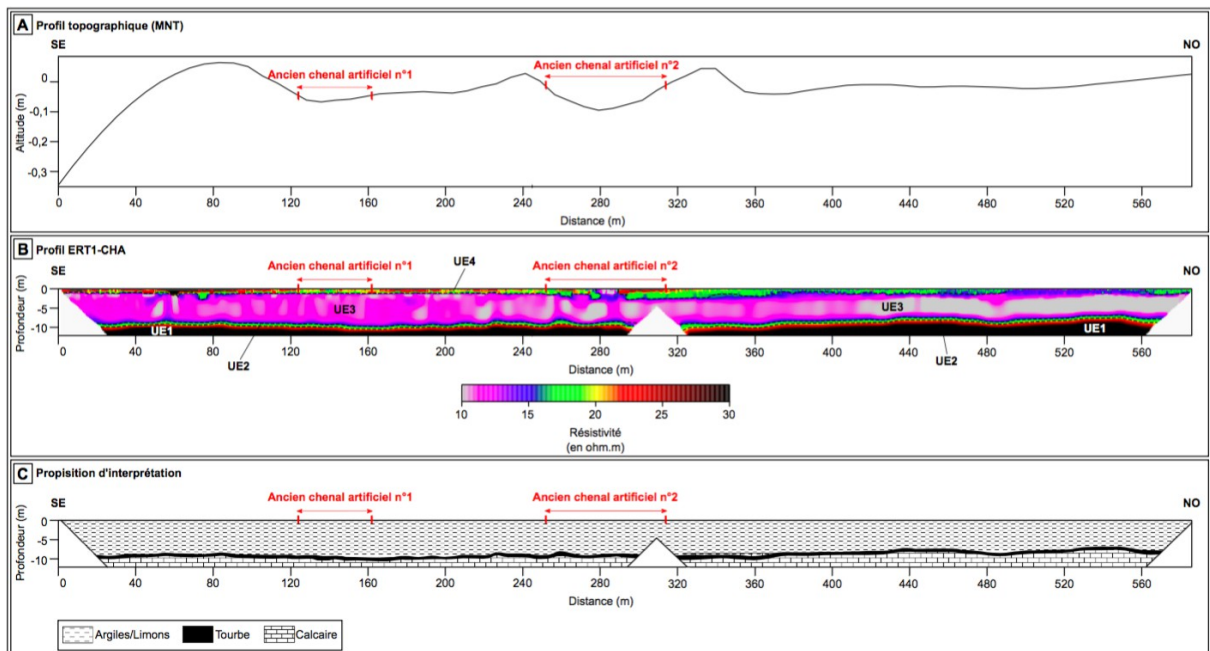 A Profil topographique (MNT)
SE
NO
Ancien chenal artificiel n°1
Ancien chenal artificiel n°2
Altitude (m)
0
-0,1
-0,2
-0,3
0 40 80 120 160 200 240 280 320 360 400 440 480 520 560
Distance (m)
B Profil ERT1-CHA
SE
NO
Ancien chenal artificiel n°1
UE4
Ancien chenal artificiel n°2
Profondeur (m)
0
-5
-10
UE3
UE3
UE1
UE1
0 40 80 120 160 200 240 280 320 360 400 440 480 520 560
UE2
UE2
Distance (m)
10 15 20 25 30
Résistivité
(en ohm.m)
C Propisition d'interprétation
SE
NO
Ancien chenal artificiel n°1
Ancien chenal artificiel n°2
Profondeur (m)
0
-5
-10
0 40 80 120 160 200 240 280 320 360 400 440 480 520 560
Distance (m)
Argiles/Limons Tourbe Calcaire